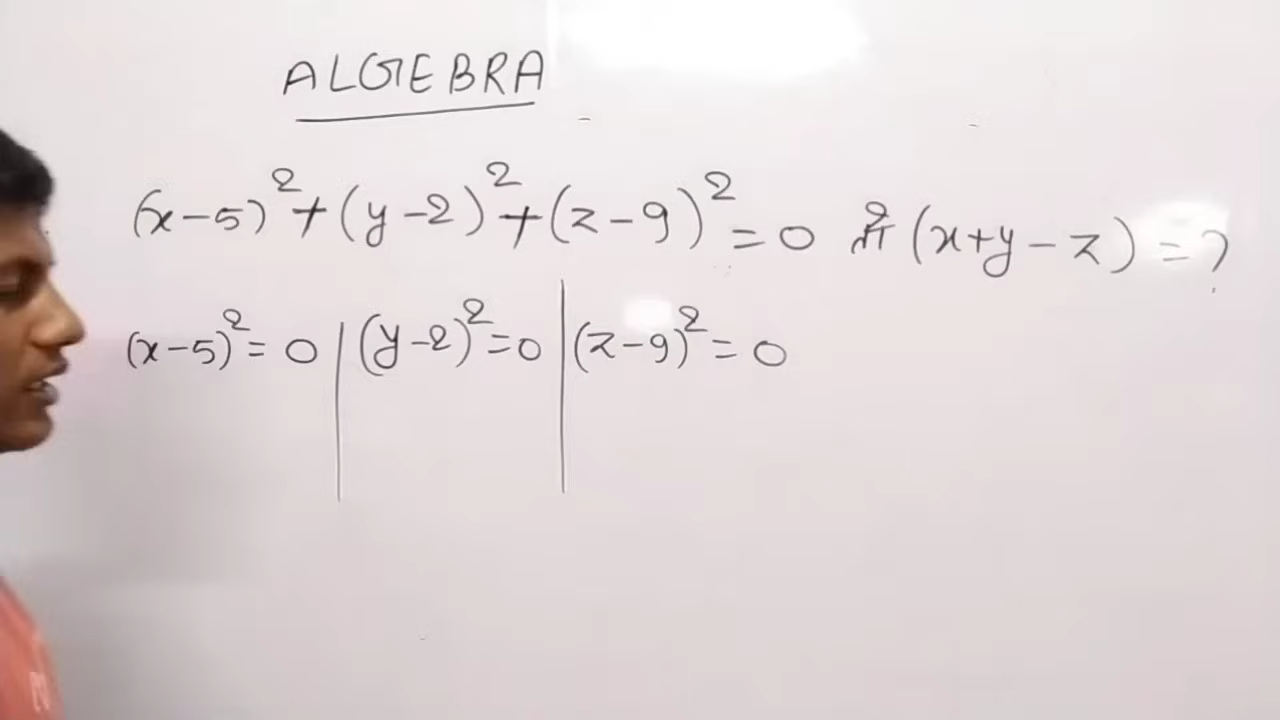 ALGEBRA
(x-5)²+(y-2)²+(z-9)²=0 तो (x+y-z)=?
(x-5)²=0 | (y-2)²=0 | (z-9)²=0